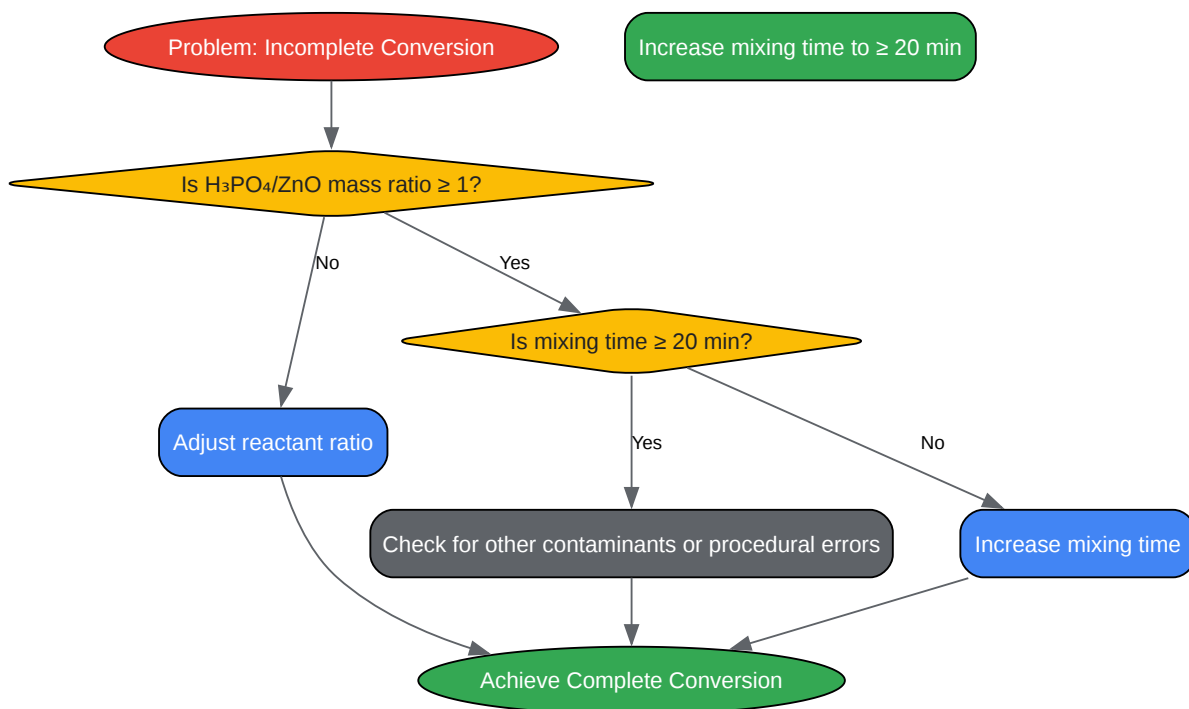 Problem: Incomplete Conversion
Increase mixing time to ≥ 20 min
Is H₃PO₄/ZnO mass ratio ≥ 1?
No
Yes
Is mixing time ≥ 20 min?
Adjust reactant ratio
Yes
No
Check for other contaminants or procedural errors
Increase mixing time
Achieve Complete Conversion